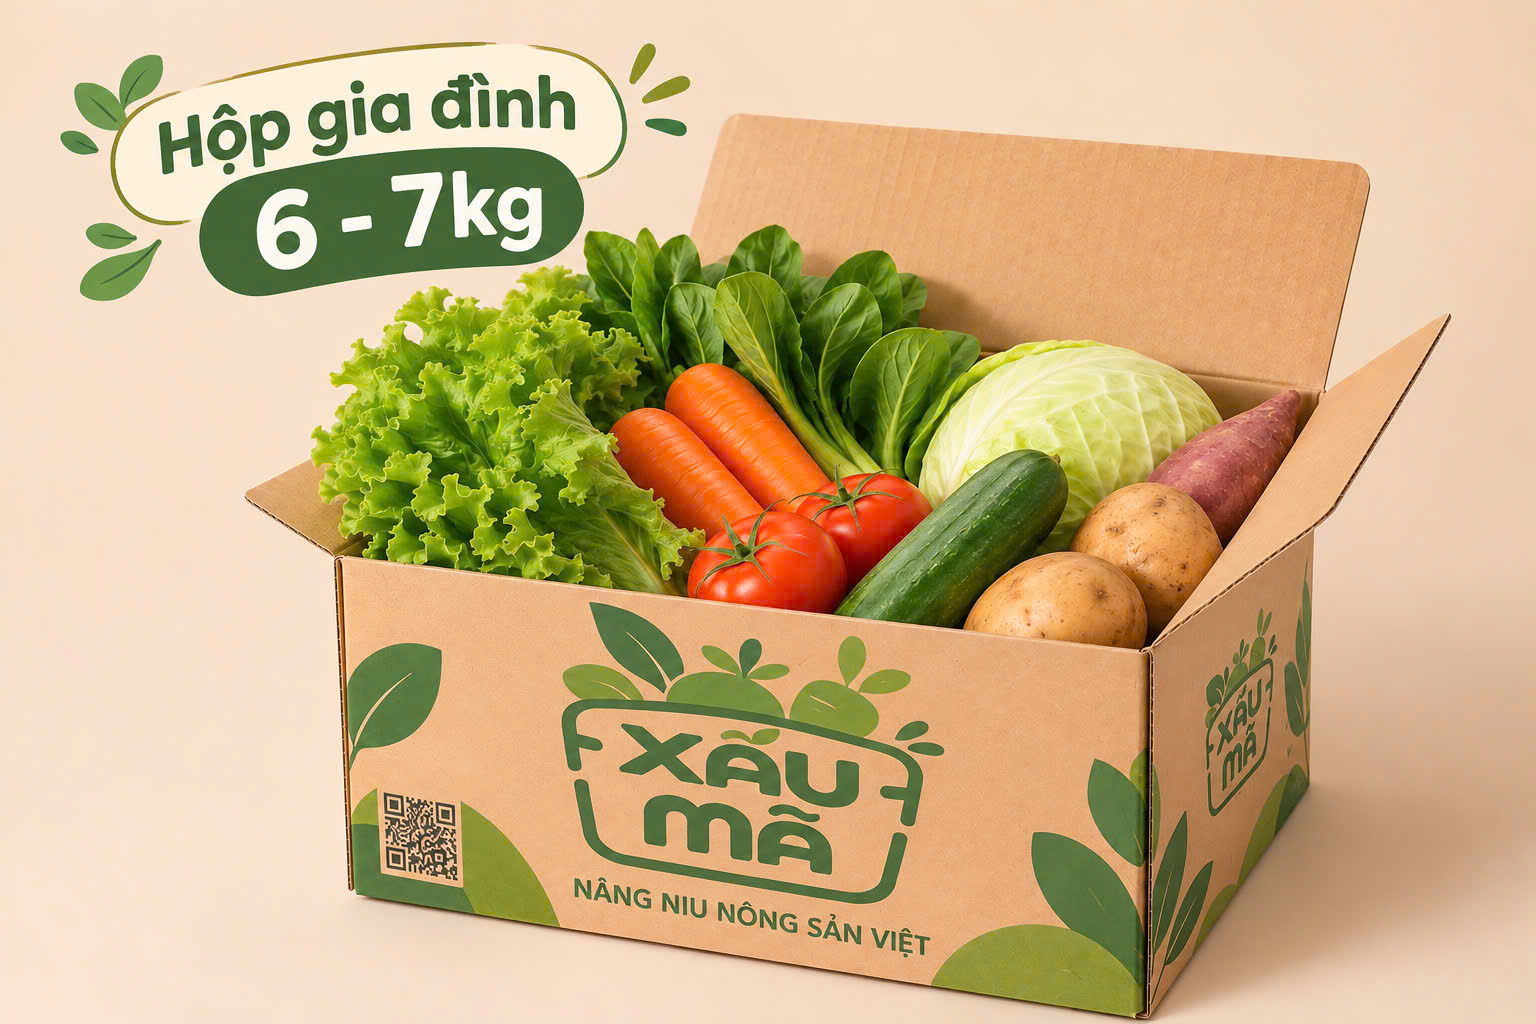 Hộp gia đình
6 - 7kg
XẤU
MÃ
NÂNG NIU NÔNG SẢN VIỆT
XẤU
MÃ